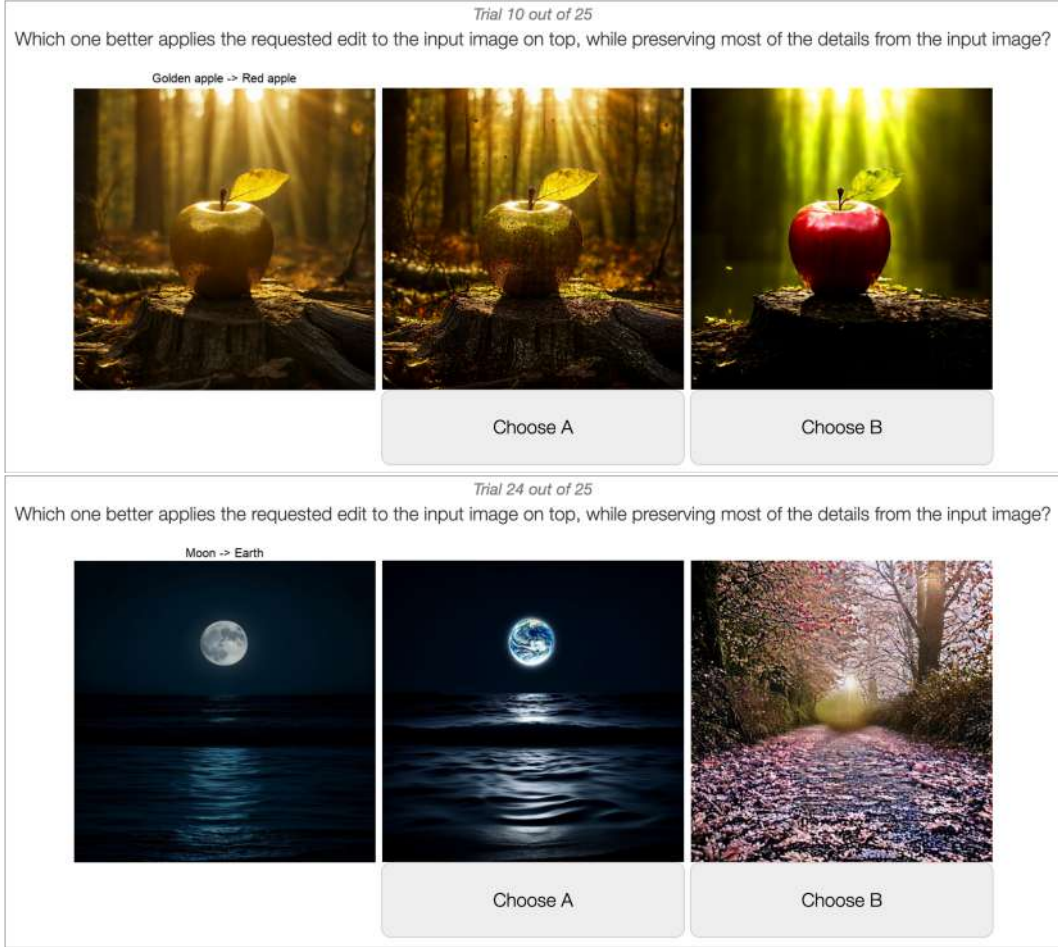 Trial 10 out of 25
Which one better applies the requested edit to the input image on top, while preserving most of the details from the input image?
Golden apple -> Red apple
Choose A
Choose B
Trial 24 out of 25
Which one better applies the requested edit to the input image on top, while preserving most of the details from the input image?
Moon -> Earth
Choose A
Choose B